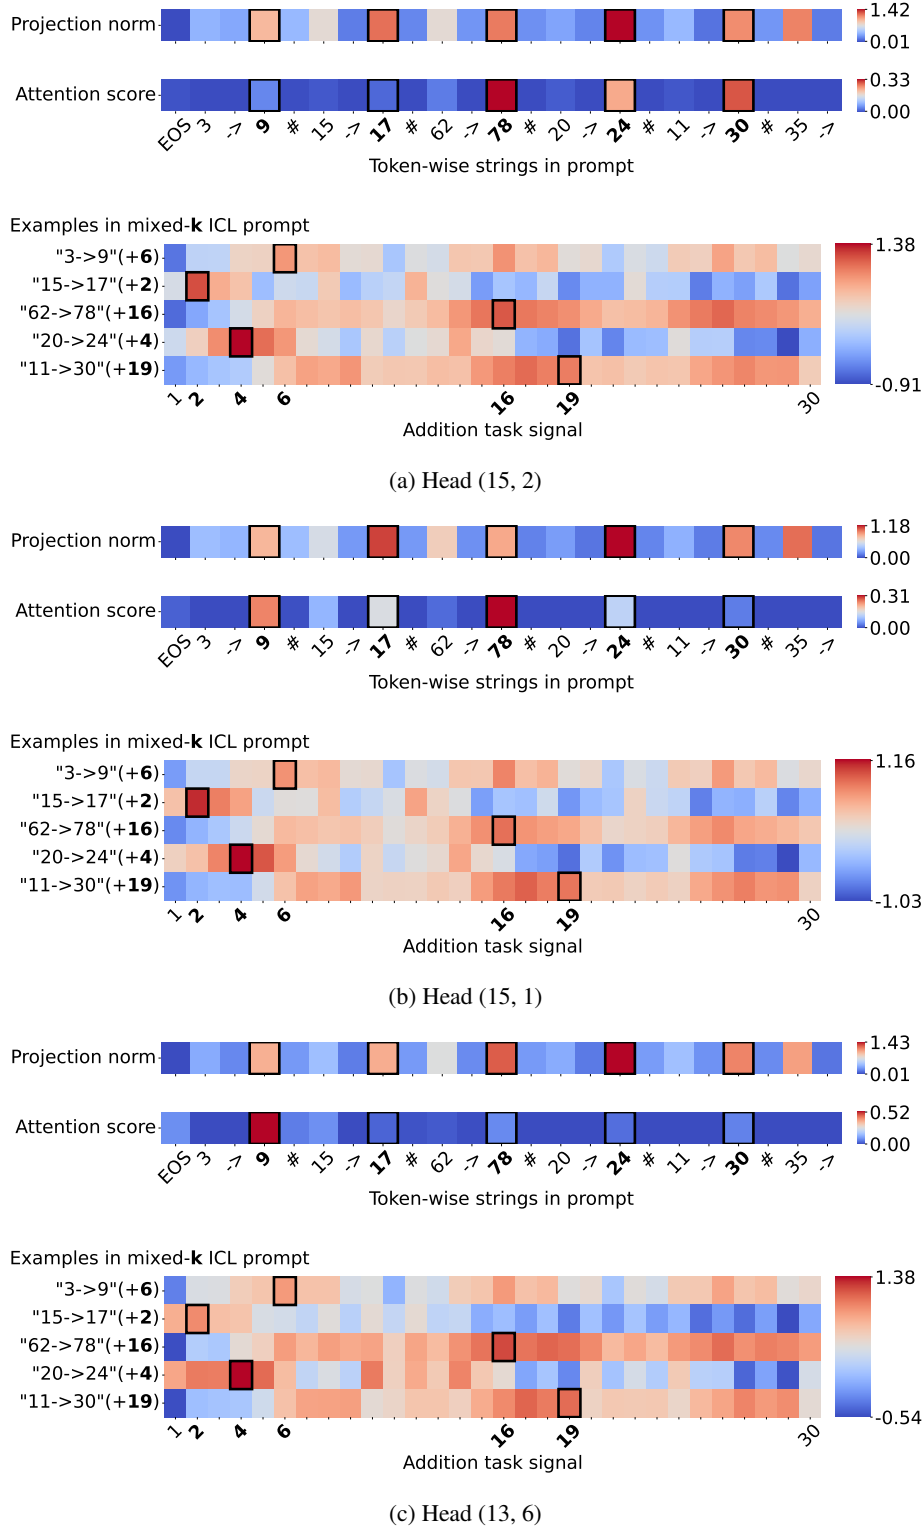 Projection norm
1.42
0.01
Attention score
0.33
0.00
EOS 3 -> 9 # 15 -> 17 # 62 -> 78 # 20 -> 24 # 11 -> 30 # 35 ->
Token-wise strings in prompt
Examples in mixed-k ICL prompt
"3->9"(+6)
"15->17"(+2)
"62->78"(+16)
"20->24"(+4)
"11->30"(+19)
1.38
-0.91
1 2 4 6 16 19 30
Addition task signal
(a) Head (15, 2)
Projection norm
1.18
0.00
Attention score
0.31
0.00
EOS 3 -> 9 # 15 -> 17 # 62 -> 78 # 20 -> 24 # 11 -> 30 # 35 ->
Token-wise strings in prompt
Examples in mixed-k ICL prompt
"3->9"(+6)
"15->17"(+2)
"62->78"(+16)
"20->24"(+4)
"11->30"(+19)
1.16
-1.03
1 2 4 6 16 19 30
Addition task signal
(b) Head (15, 1)
Projection norm
1.43
0.01
Attention score
0.52
0.00
EOS 3 -> 9 # 15 -> 17 # 62 -> 78 # 20 -> 24 # 11 -> 30 # 35 ->
Token-wise strings in prompt
Examples in mixed-k ICL prompt
"3->9"(+6)
"15->17"(+2)
"62->78"(+16)
"20->24"(+4)
"11->30"(+19)
1.38
-0.54
1 2 4 6 16 19 30
Addition task signal
(c) Head (13, 6)